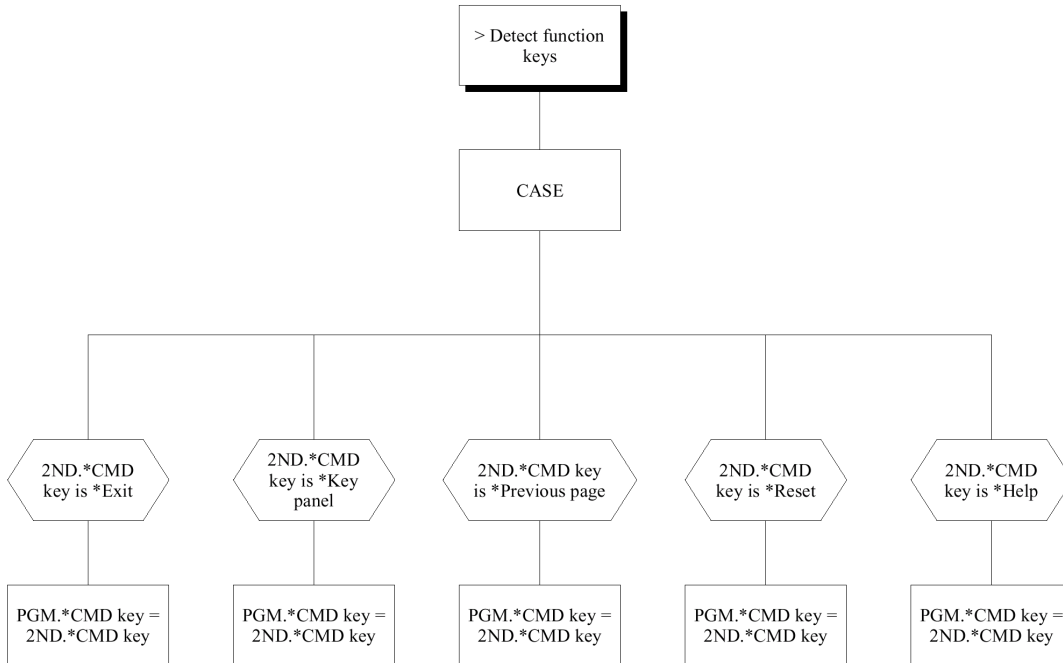 > Detect function
keys
CASE
2ND.*CMD
key is *Exit
2ND.*CMD
key is *Key
panel
2ND.*CMD key
is *Previous page
2ND.*CMD
key is *Reset
2ND.*CMD
key is *Help
PGM.*CMD key =
2ND.*CMD key
PGM.*CMD key =
2ND.*CMD key
PGM.*CMD key =
2ND.*CMD key
PGM.*CMD key =
2ND.*CMD key
PGM.*CMD key =
2ND.*CMD key